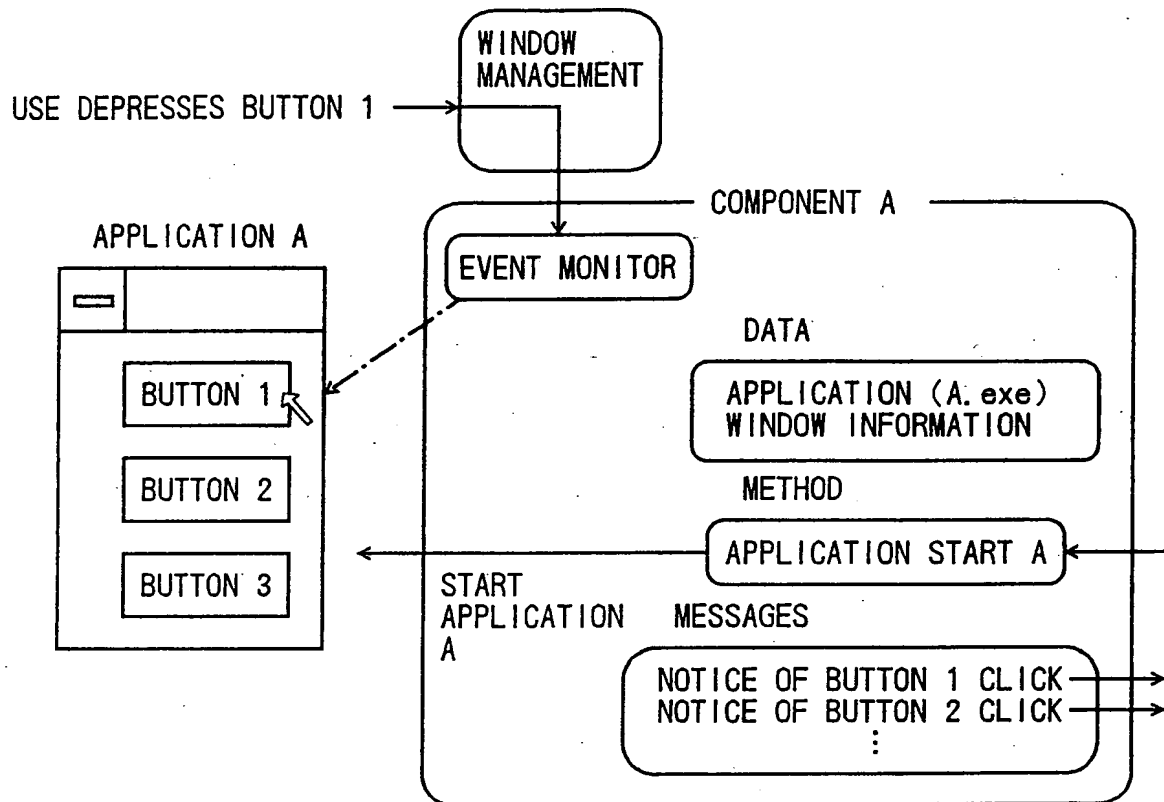 WINDOW
MANAGEMENT
USE DEPRESSES BUTTON 1
COMPONENT A
APPLICATION A
EVENT MONITOR
DATA
BUTTON 1
APPLICATION (A.exe)
WINDOW INFORMATION
BUTTON 2
METHOD
APPLICATION START A
BUTTON 3
START
APPLICATION
A
MESSAGES
NOTICE OF BUTTON 1 CLICK
NOTICE OF BUTTON 2 CLICK
⋮